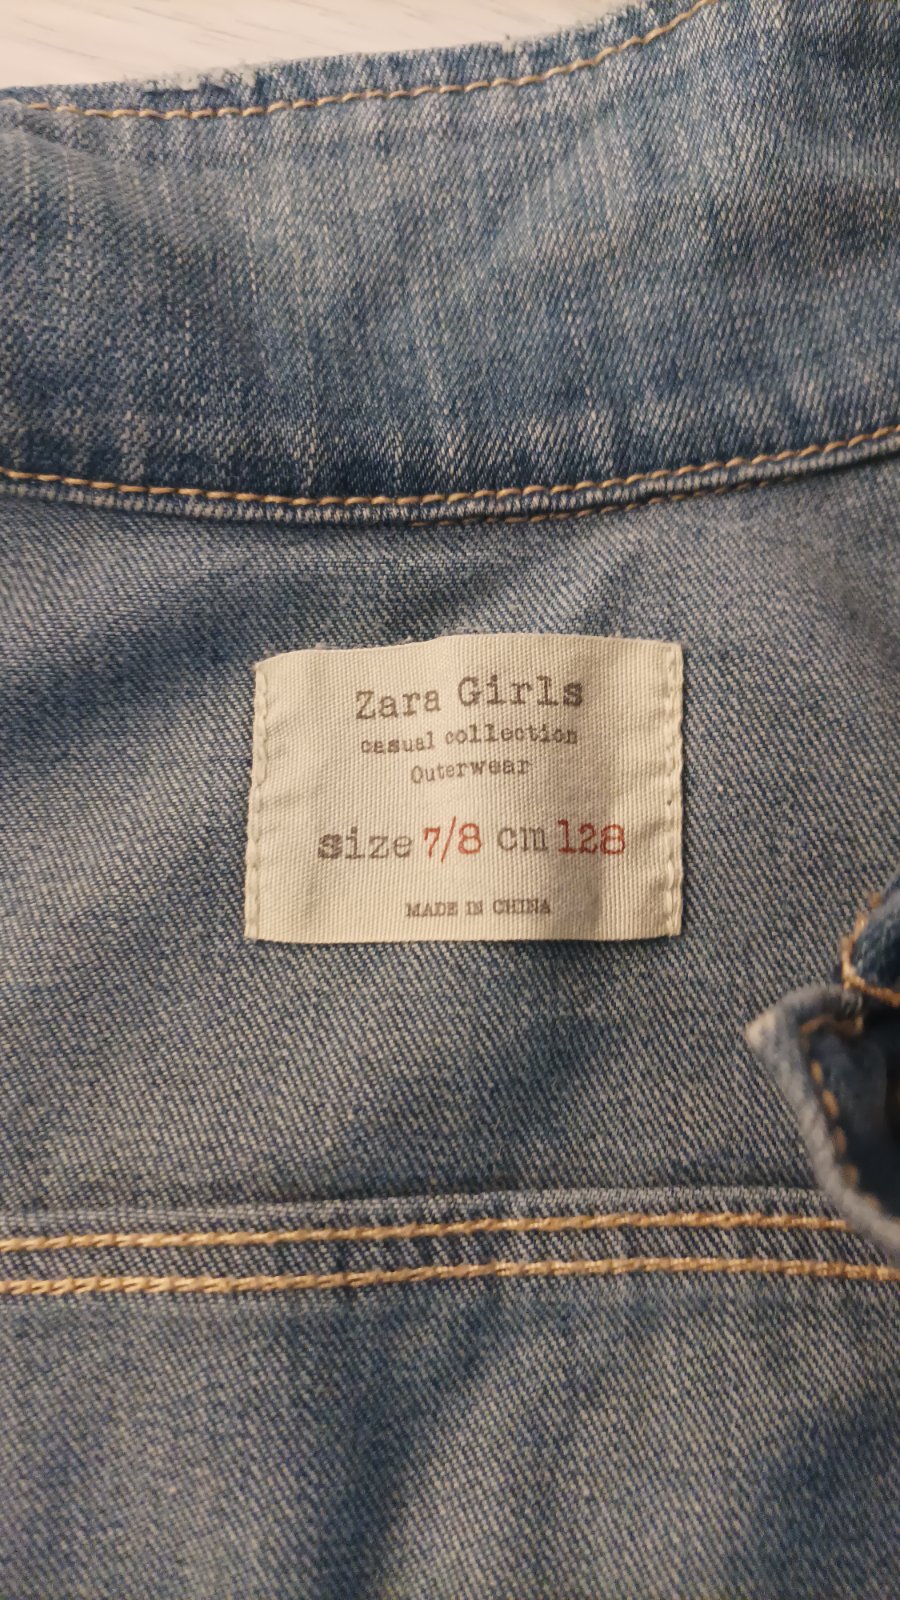 Zara Girls
casual collection
Outerwear
size 7/8 cm 128
MADE IN CHINA